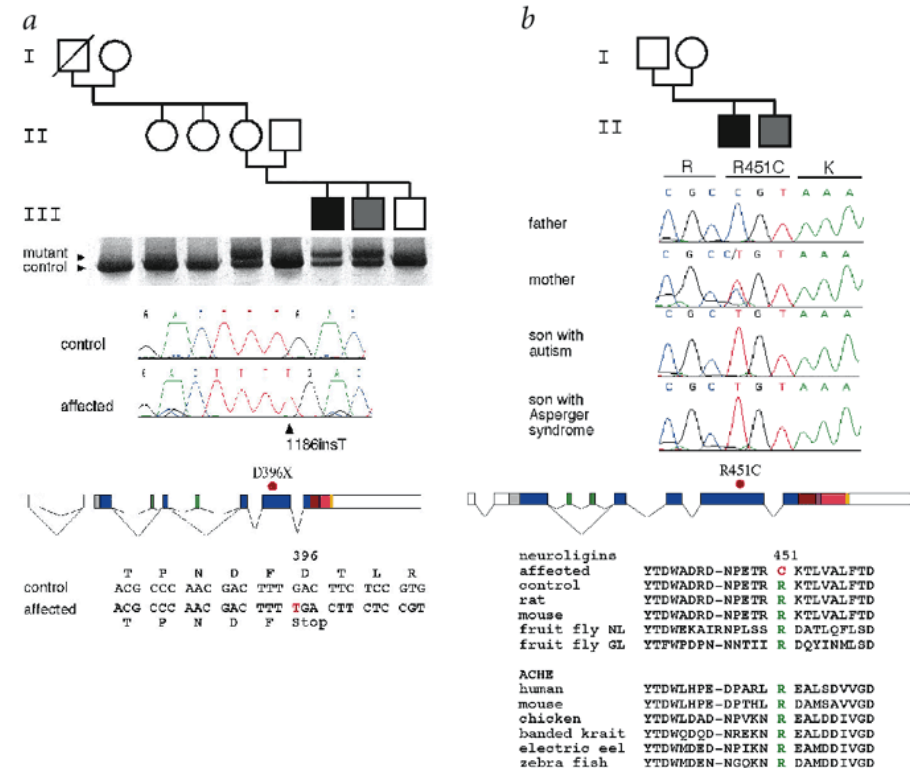 a
I
II
III
mutant
control
G A C T T T G A C
control
G A C T T T T G A C
affected
1186insT
D396X
396
T P N D F D T L R
control ACG CCC AAC GAC TTT GAC ACT CTC CGT G
affected ACG CCC AAC GAC TTT TGA CTT CTC CGT
T P N D F Stop
b
I
II
R R451C K
C G C C G T A A A
father
C G C C/T G T A A A
mother
C G C T G T A A A
son with
autism
C G C T G T A A A
son with
Asperger
syndrome
R451C
neuroligins 451
affected YTDWADRD-NPETR C KTLVALFTD
control YTDWADRD-NPETR R KTLVALFTD
rat YTDWADRD-NPETR R KTLVALFTD
mouse YTDWADRD-NPETR R KTLVALFTD
fruit fly NL YTDWEKAIRNPLSS R DATLQFLSD
fruit fly GL YTFWPDPN-NNTII R DQYINMLSD
ACHE
human YTDWLHPE-DPARL R EALSDVVGD
mouse YTDWLHPE-DPTHL R DAMSAVVGD
chicken YTDWLDAD-NPVKN R EALDDIVGD
banded krait YTDWQDQD-NREKN R EALDDIVGD
electric eel YTDWMDED-NPIKN R EAMDDIVGD
zebra fish YTDWMDEN-NGQKN R DAMDDIVGD